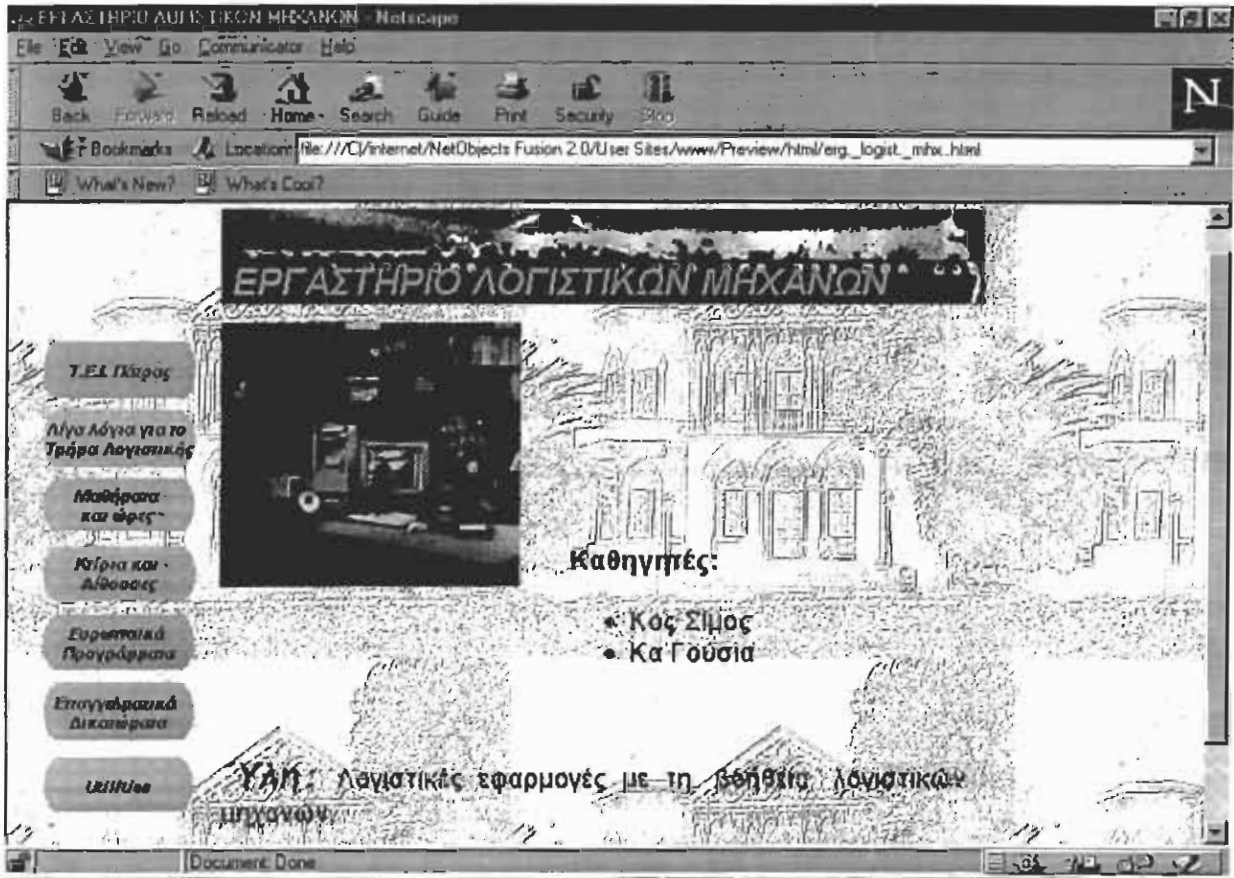 ΕΡΓΑΣΤΗΡΙΟ ΛΟΓΙΣΤΙΚΩΝ ΜΗΧΑΝΩΝ - Netscape
File Edit View Go Communicator Help
Back Forward Reload Home Search Guide Print Security Stop
Bookmarks Location: file:///C|/internet/NetObjects Fusion 2.0/User Sites/www/Preview/html/erg._logist._mhx..html
What's New? What's Cool?
ΕΡΓΑΣΤΗΡΙΟ ΛΟΓΙΣΤΙΚΩΝ ΜΗΧΑΝΩΝ
Τ.Ε.Ι. Πάτρας
Λίγα λόγια για το
Τμήμα Λογιστικής
Μαθήματα
και ώρες
Κτίρια και
Αίθουσες
Ευρωπαϊκά
Προγράμματα
Επαγγελματικά
Δικαιώματα
Utilities
Καθηγητές:
• Κος Σίμος
• Κα Γούσια
ΎΛΗ: Λογιστικές εφαρμογές με τη βοήθεια λογιστικών
μηχανών.
Document: Done